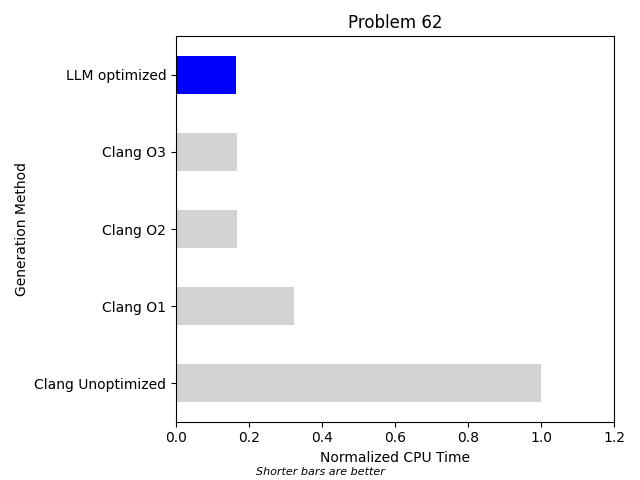 Problem 62
LLM optimized
Clang O3
Clang O2
Clang O1
Clang Unoptimized
Generation Method
0.0 0.2 0.4 0.6 0.8 1.0 1.2
Normalized CPU Time
Shorter bars are better